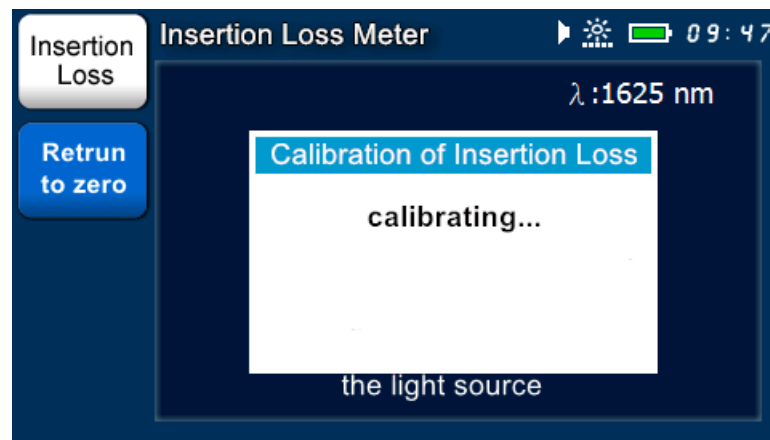 Insertion
Loss
Insertion Loss Meter
09:47
λ:1625 nm
Retrun
to zero
Calibration of Insertion Loss
calibrating...
the light source